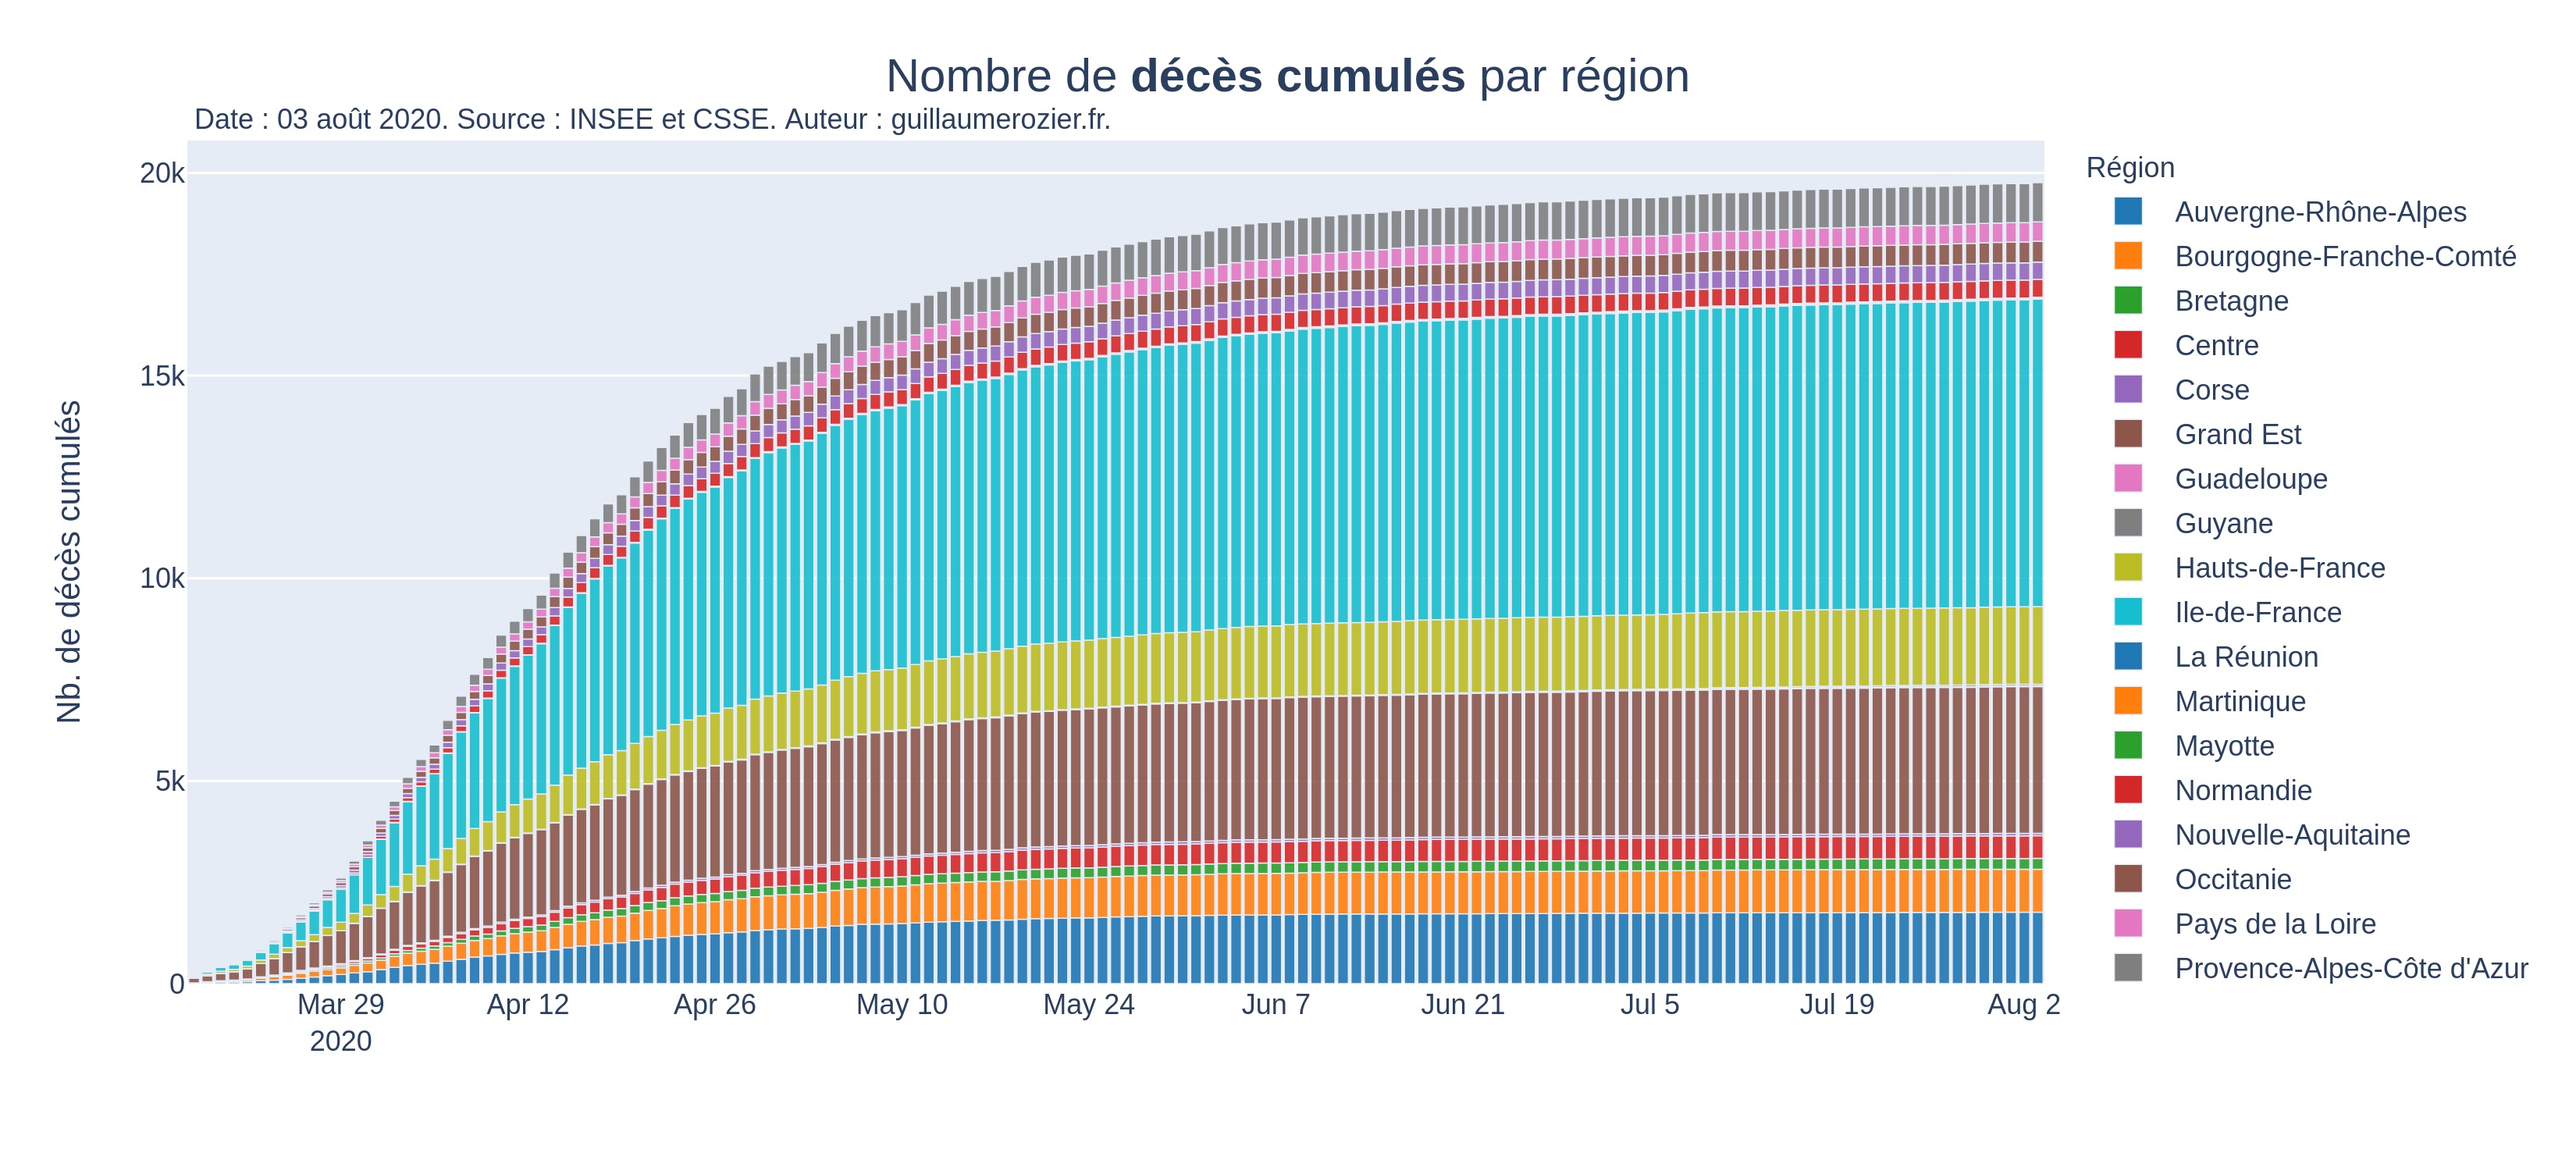 Nombre de décès cumulés par région
Date : 03 août 2020. Source : INSEE et CSSE. Auteur : guillaumerozier.fr.
Nb. de décès cumulés
20k
15k
10k
5k
0
Mar 29
2020
Apr 12
Apr 26
May 10
May 24
Jun 7
Jun 21
Jul 5
Jul 19
Aug 2
Région
Auvergne-Rhône-Alpes
Bourgogne-Franche-Comté
Bretagne
Centre
Corse
Grand Est
Guadeloupe
Guyane
Hauts-de-France
Ile-de-France
La Réunion
Martinique
Mayotte
Normandie
Nouvelle-Aquitaine
Occitanie
Pays de la Loire
Provence-Alpes-Côte d'Azur